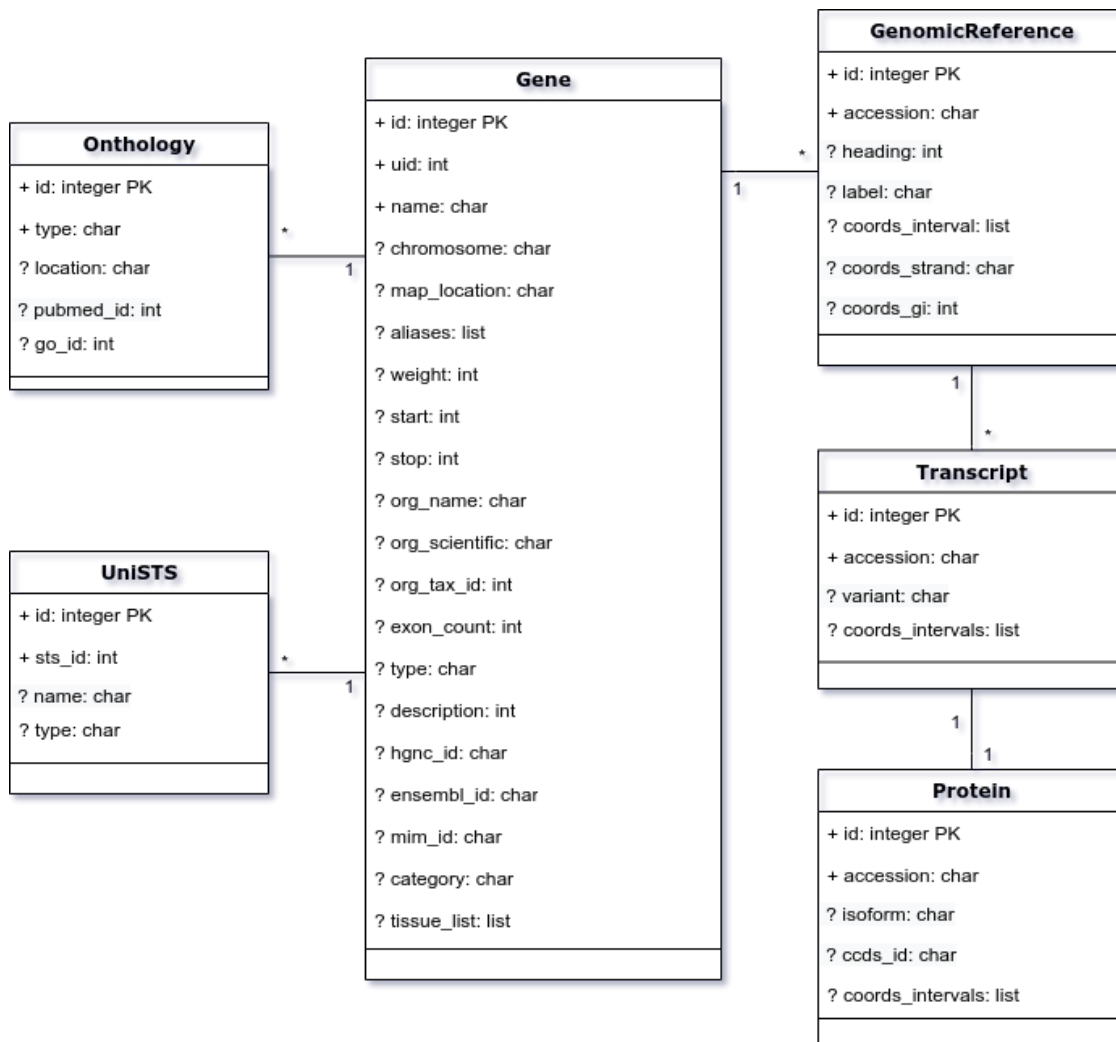 Onthology
+ id: integer PK
+ type: char
? location: char
? pubmed_id: int
? go_id: int
*
1
UniSTS
+ id: integer PK
+ sts_id: int
? name: char
? type: char
*
1
Gene
+ id: integer PK
+ uid: int
+ name: char
? chromosome: char
? map_location: char
? aliases: list
? weight: int
? start: int
? stop: int
? org_name: char
? org_scientific: char
? org_tax_id: int
? exon_count: int
? type: char
? description: int
? hgnc_id: char
? ensembl_id: char
? mim_id: char
? category: char
? tissue_list: list
*
1
GenomicReference
+ id: integer PK
+ accession: char
? heading: int
? label: char
? coords_interval: list
? coords_strand: char
? coords_gi: int
1
*
Transcript
+ id: integer PK
+ accession: char
? variant: char
? coords_intervals: list
1
1
Protein
+ id: integer PK
+ accession: char
? isoform: char
? ccds_id: char
? coords_intervals: list